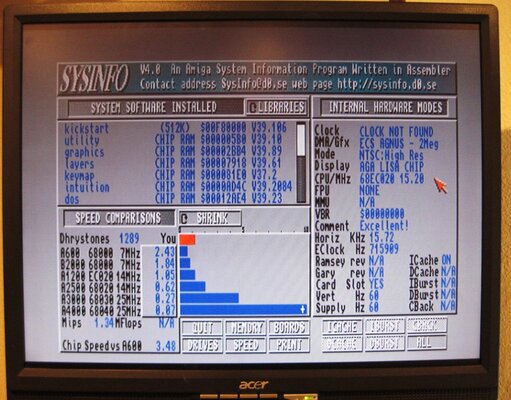 SYSINFO
V4.0 An Amiga System Information Program Written in Assembler
Contact address SysInfo@d0.se web page http://sysinfo.d0.se
SYSTEM SOFTWARE INSTALLED
LIBRARIES
kickstart (512K) $00F80000 V39.106
utility CHIP RAM $000005B0 V39.10
graphics CHIP RAM $00002DB4 V39.89
layers CHIP RAM $00007918 V39.61
keymap CHIP RAM $000081E0 V37.2
intuition CHIP RAM $0000AD4C V39.2084
dos CHIP RAM $00012AE4 V39.23
SPEED COMPARISONS
SHRINK
Dhrystones 1289 You
A600 68000 7MHz 2.43
B2000 68000 7MHz 1.84
A1200 EC020 14MHz 1.05
A2500 68020 14MHz 0.62
A3000 68030 25MHz 0.27
A4000 68040 25MHz 0.07
Mips 1.34 MFlops N/A
Chip Speed vs A600 3.48
INTERNAL HARDWARE MODES
Clock CLOCK NOT FOUND
DMA/Gfx ECS AGNUS - 2Meg
Mode NTSC:High Res
Display AGA LISA CHIP
CPU/MHz 68EC020 15.20
FPU NONE
MMU N/A
VBR $00000000
Comment Excellent!
Horiz KHz 15.72
EClock Hz 715909
Ramsey rev N/A ICache ON
Gary rev N/A DCache N/A
Card Slot YES IBurst N/A
Vert Hz 60 DBurst N/A
Supply Hz 60 CBack N/A
QUIT MEMORY BOARDS
DRIVES SPEED PRINT
ICACHE IBURST CBACK
DCACHE DBURST ALL
acer